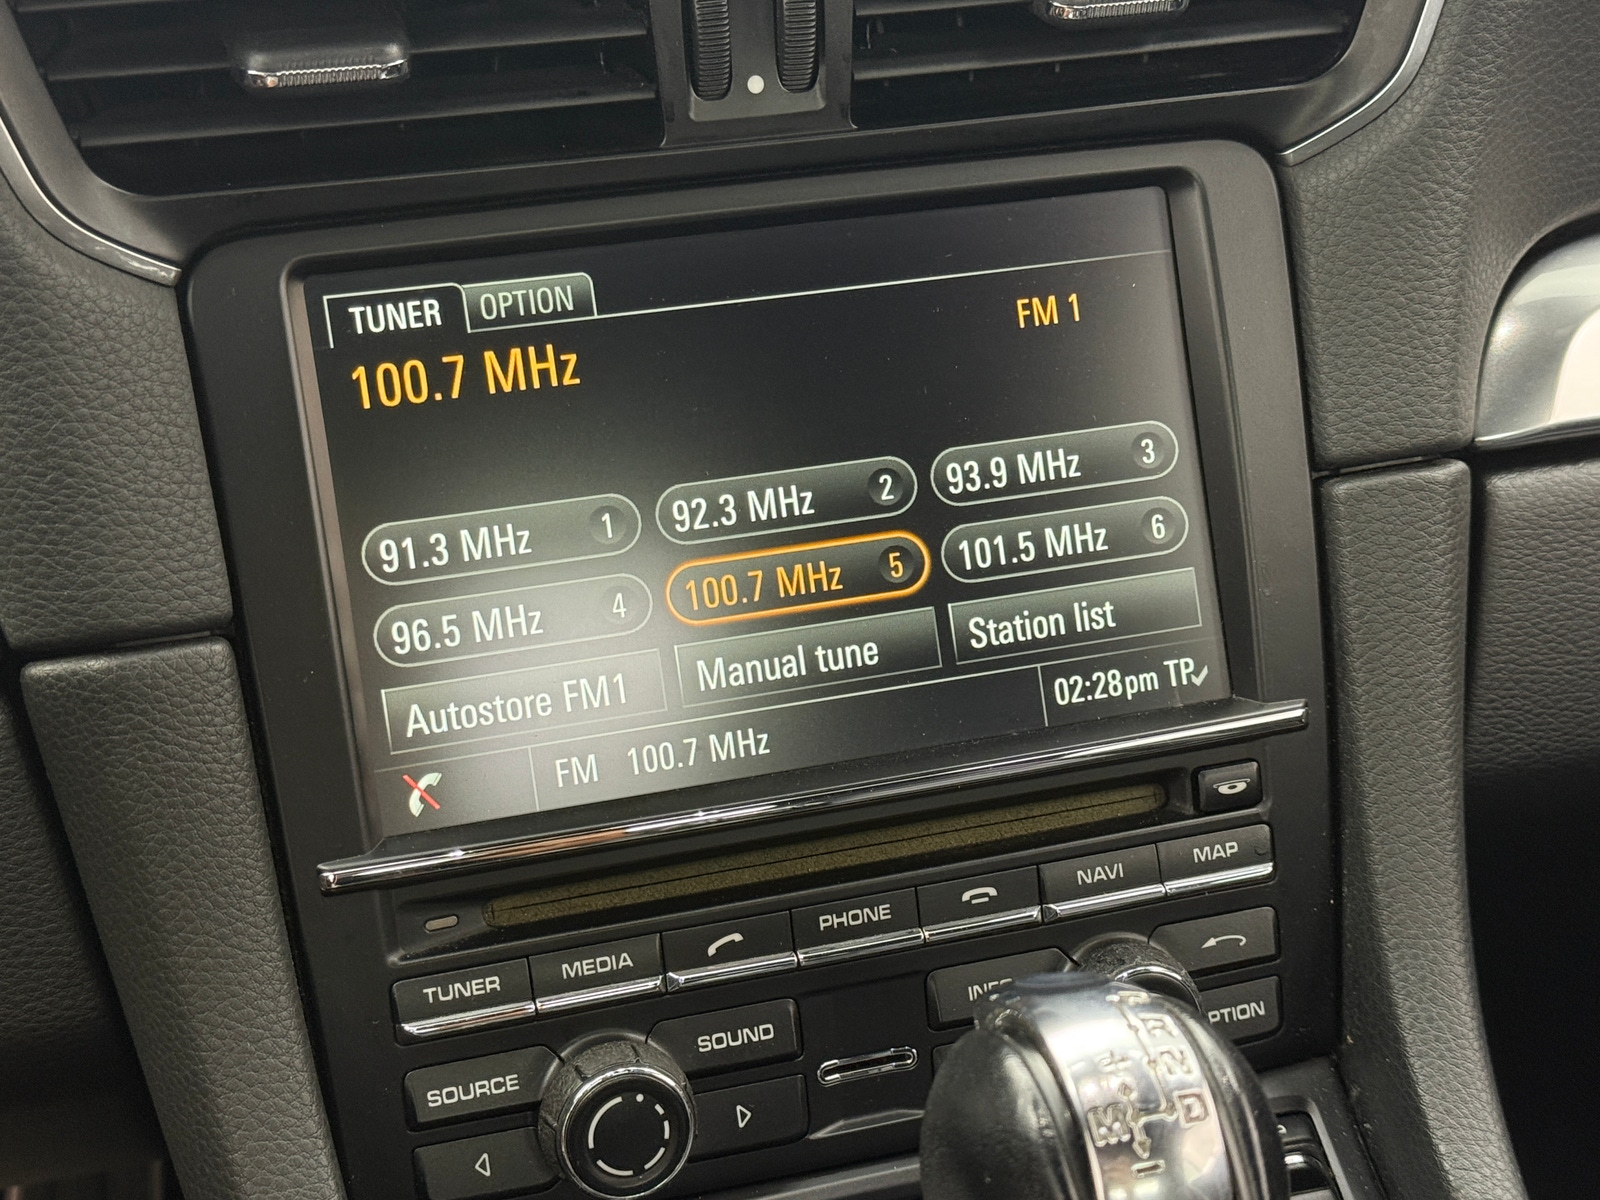 TUNER OPTION
FM 1
100.7 MHz
91.3 MHz 1
92.3 MHz 2
93.9 MHz 3
96.5 MHz 4
100.7 MHz 5
101.5 MHz 6
Autostore FM1
Manual tune
Station list
FM 100.7 MHz
02:28pm TP
TUNER
MEDIA
PHONE
NAVI
MAP
SOURCE
SOUND
R
N
D
M
+
-